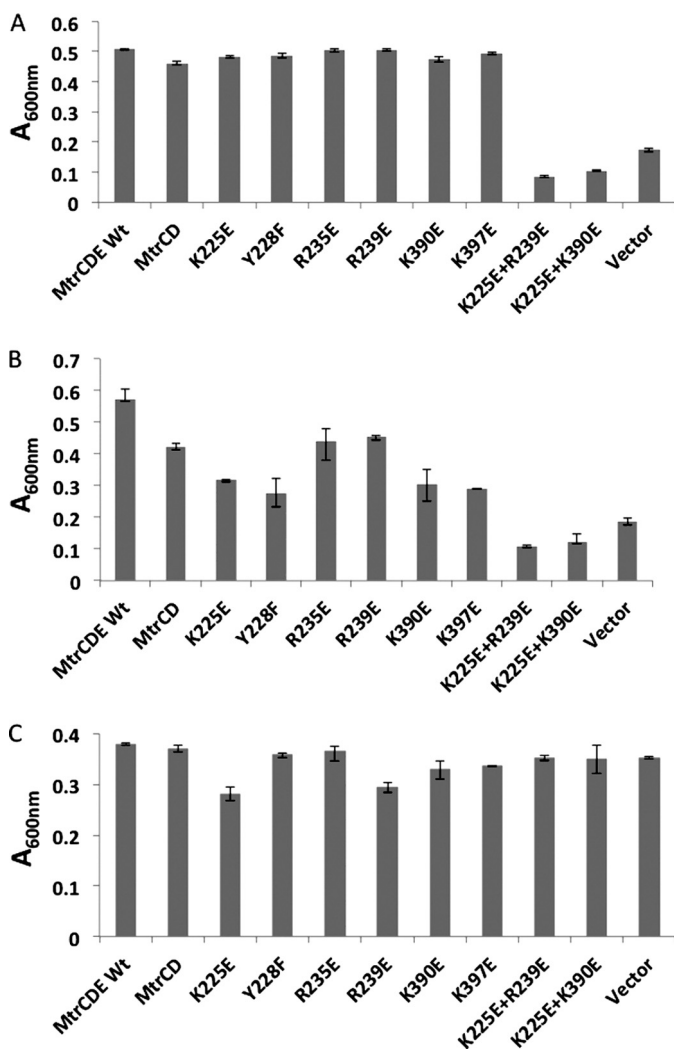 A
A600nm
0.6
0.5
0.4
0.3
0.2
0.1
0
MtrCDE Wt
MtrCD
K225E
Y228F
R235E
R239E
K390E
K397E
K225E+R239E
K225E+K390E
Vector
B
A600nm
0.7
0.6
0.5
0.4
0.3
0.2
0.1
0
MtrCDE Wt
MtrCD
K225E
Y228F
R235E
R239E
K390E
K397E
K225E+R239E
K225E+K390E
Vector
C
A600nm
0.4
0.3
0.2
0.1
0
MtrCDE Wt
MtrCD
K225E
Y228F
R235E
R239E
K390E
K397E
K225E+R239E
K225E+K390E
Vector